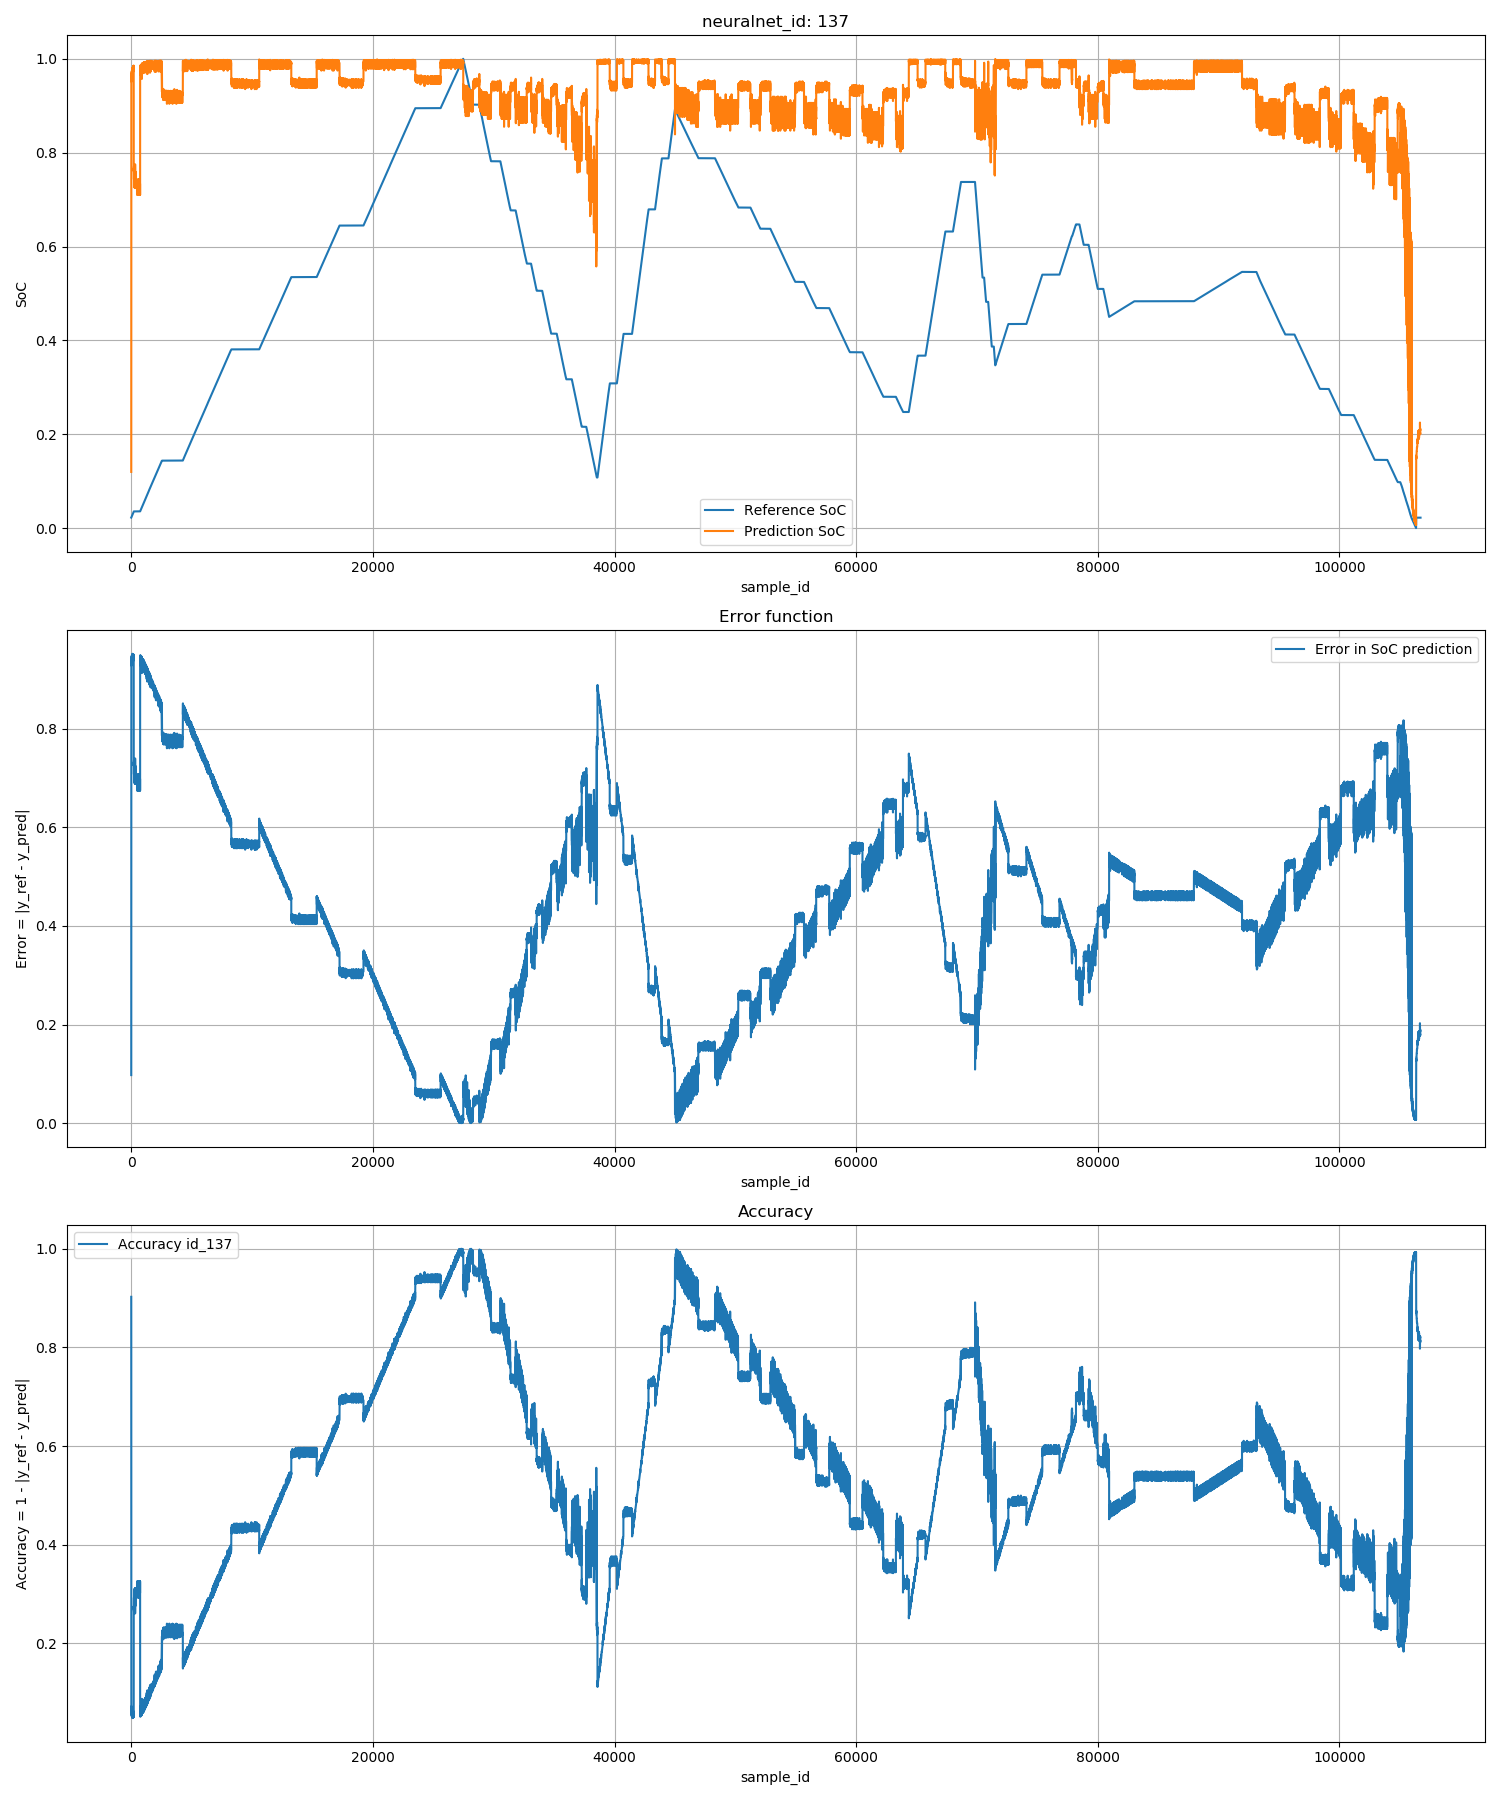 neuralnet_id: 137
1.0
0.8
0.6
0.4
0.2
0.0
SoC
Reference SoC
Prediction SoC
0 20000 40000 60000 80000 100000
sample_id
Error function
Error in SoC prediction
0.8
0.6
0.4
0.2
0.0
Error = |y_ref - y_pred|
0 20000 40000 60000 80000 100000
sample_id
Accuracy
Accuracy id_137
1.0
0.8
0.6
0.4
0.2
Accuracy = 1 - |y_ref - y_pred|
0 20000 40000 60000 80000 100000
sample_id